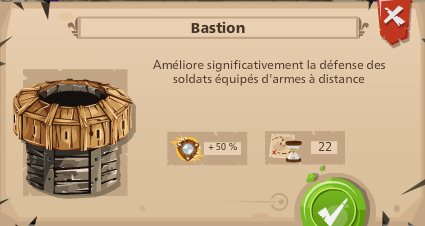 Bastion
Améliore significativement la défense des
soldats équipés d'armes à distance
+ 50 %
22